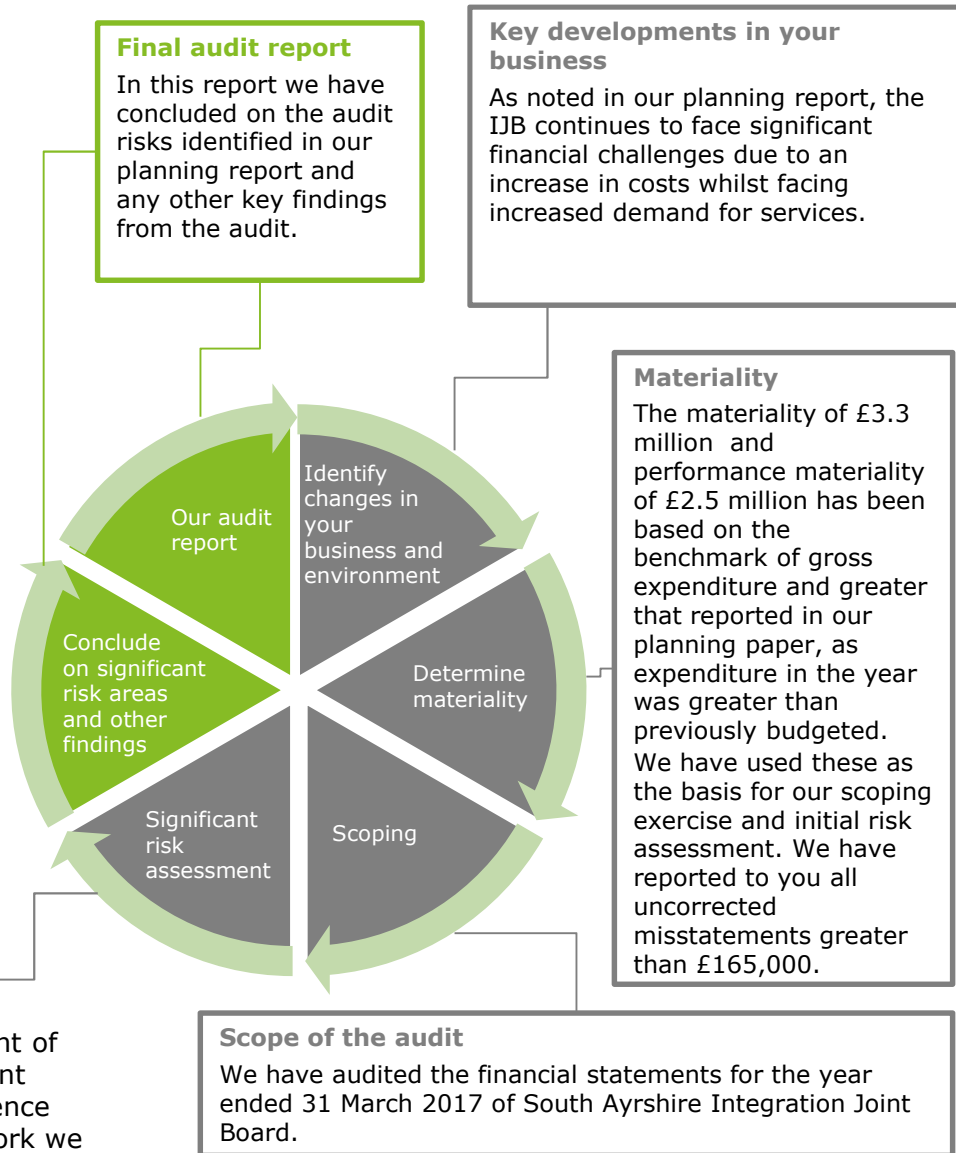 Final audit report
In this report we have
concluded on the audit
risks identified in our
planning report and
any other key findings
from the audit.
Key developments in your
business
As noted in our planning report, the
IJB continues to face significant
financial challenges due to an
increase in costs whilst facing
increased demand for services.
Materiality
The materiality of £3.3
million and
performance materiality
of £2.5 million has been
based on the
benchmark of gross
expenditure and greater
that reported in our
planning paper, as
expenditure in the year
was greater than
previously budgeted.
We have used these as
the basis for our scoping
exercise and initial risk
assessment. We have
reported to you all
uncorrected
misstatements greater
than £165,000.
Identify
changes in
your
business and
environment
Determine
materiality
Scoping
Significant
risk
assessment
Conclude
on significant
risk areas
and other
findings
Our audit
report
Scope of the audit
We have audited the financial statements for the year
ended 31 March 2017 of South Ayrshire Integration Joint
Board.
of
we